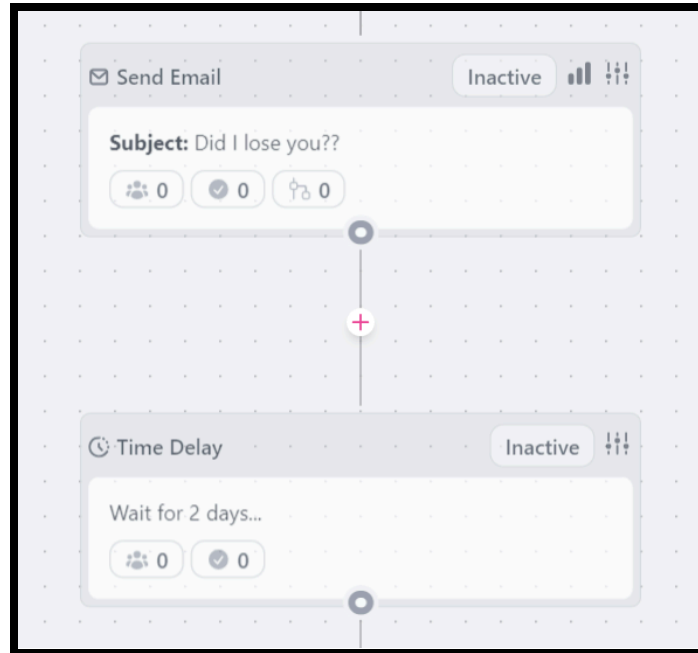 Send Email Inactive
Subject: Did I lose you??
0 0 0
Time Delay Inactive
Wait for 2 days...
0 0